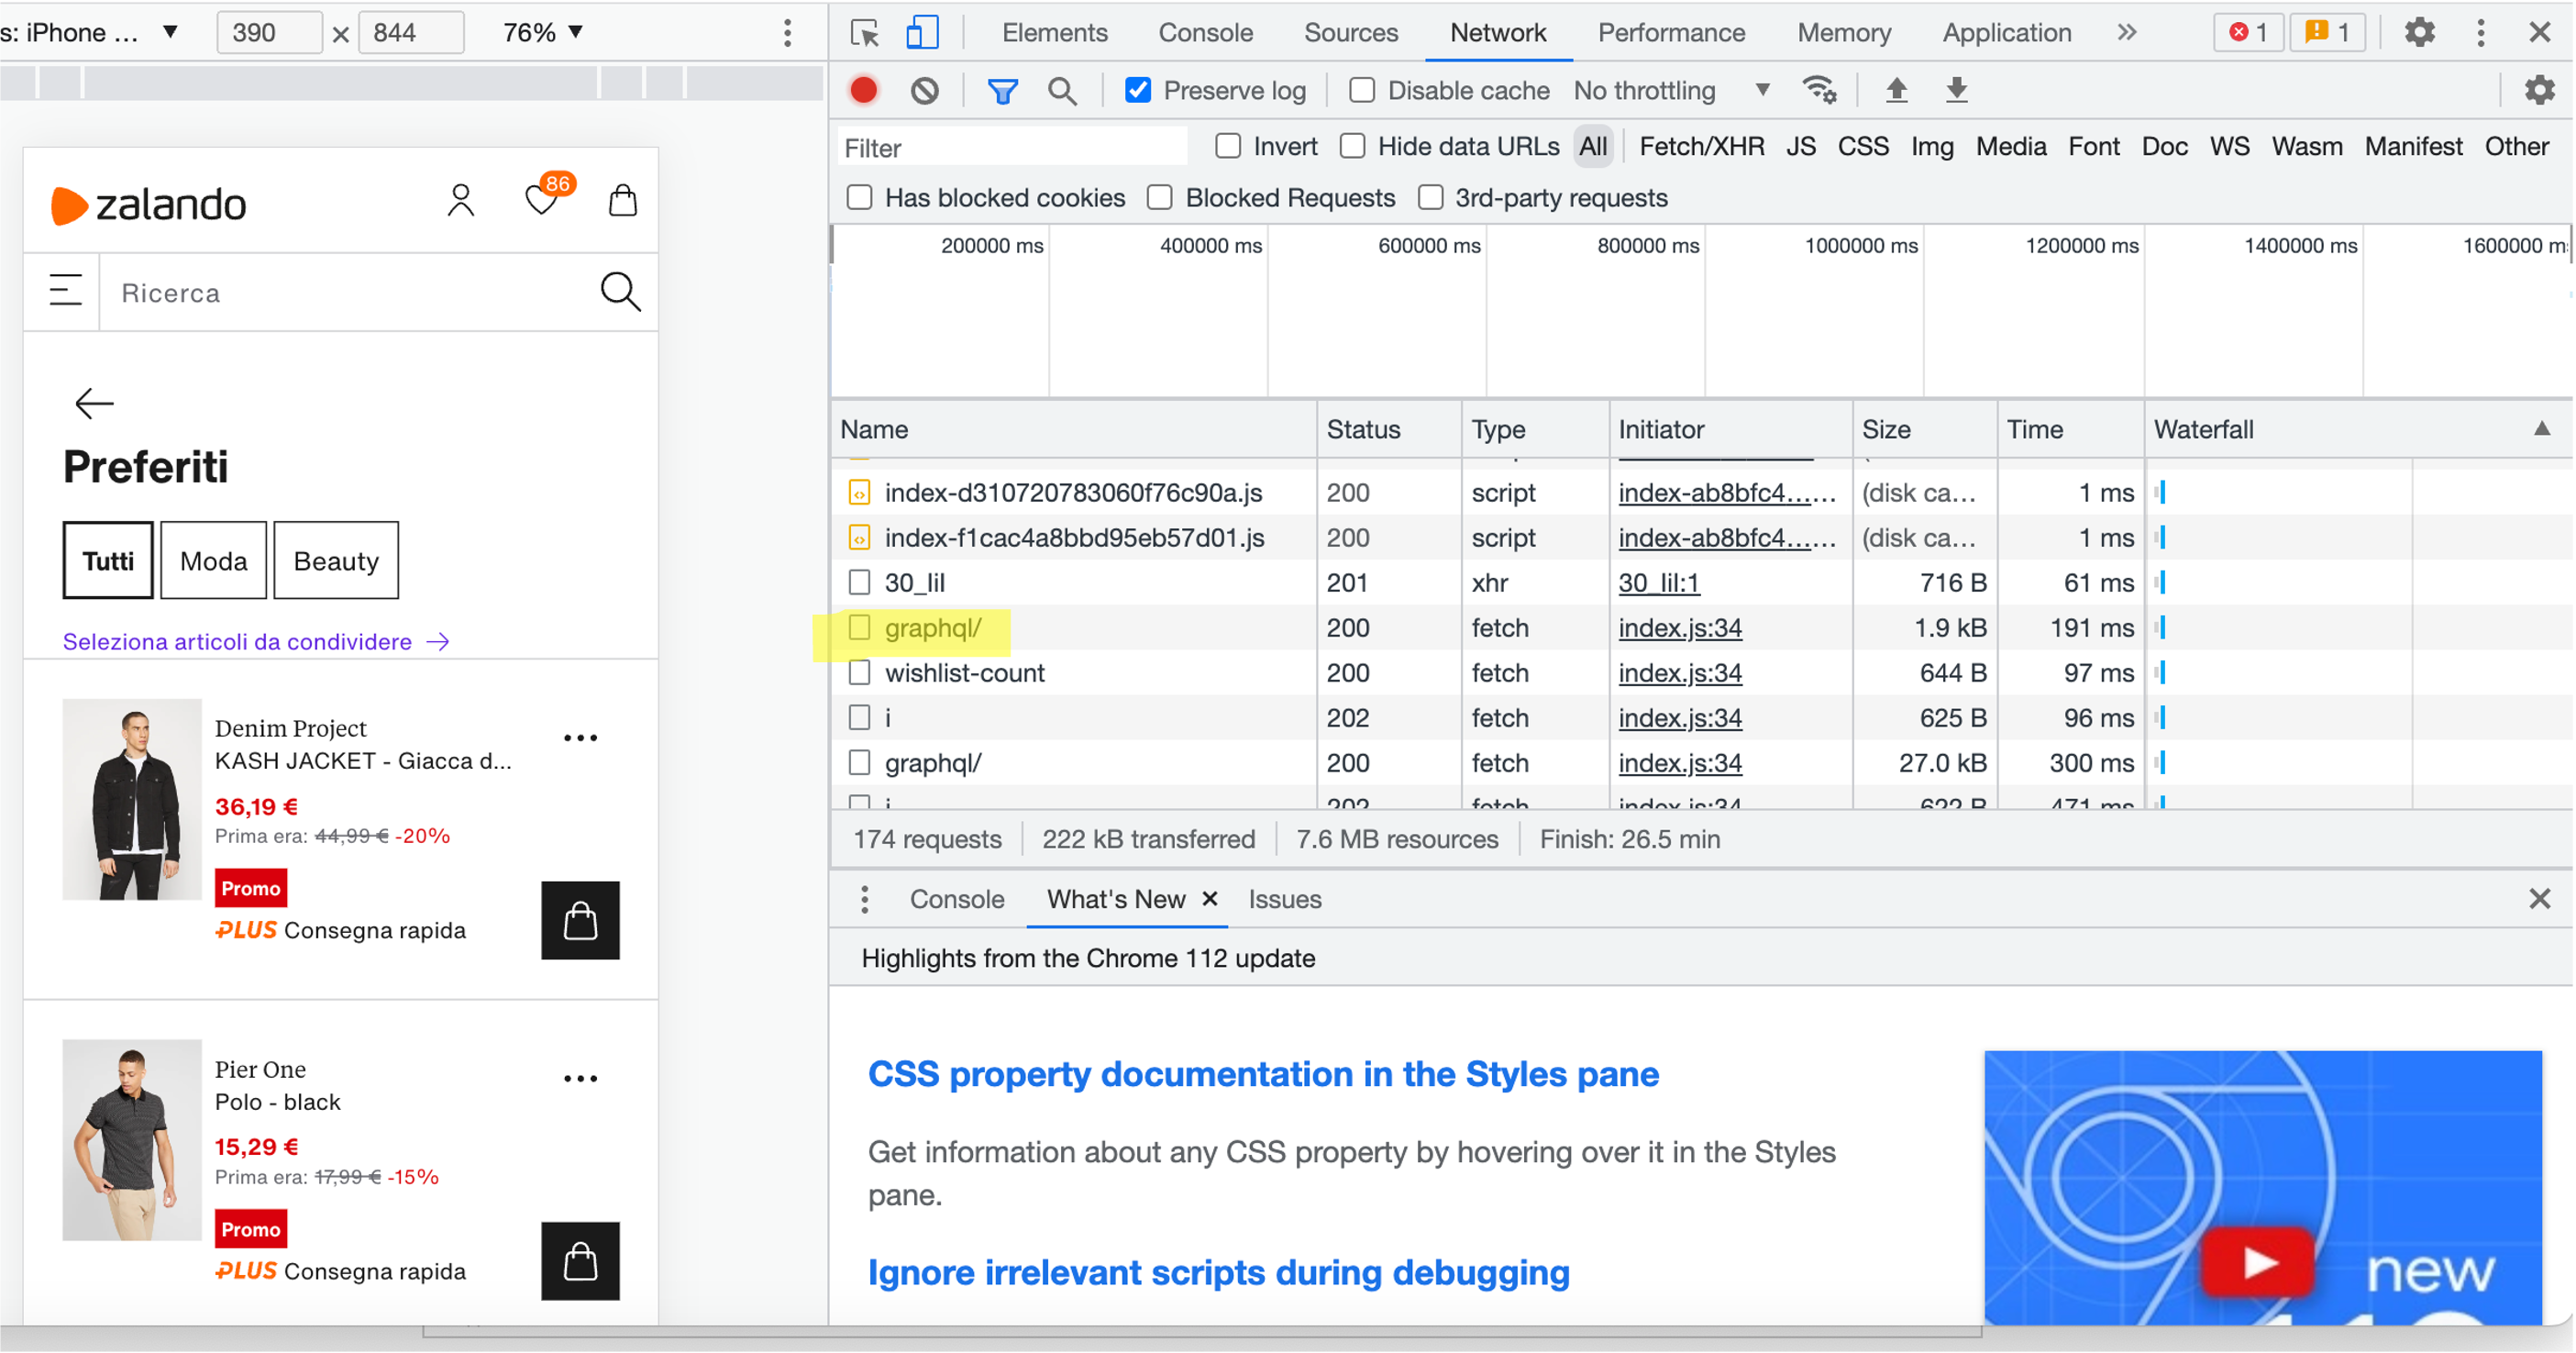 s: iPhone ... ▼ 390 × 844 76% ▼
zalando
86
Ricerca
Preferiti
Tutti Moda Beauty
Seleziona articoli da condividere →
Denim Project
KASH JACKET - Giacca d...
36,19 €
Prima era: 44,99 € -20%
Promo
PLUS Consegna rapida
Pier One
Polo - black
15,29 €
Prima era: 17,99 € -15%
Promo
PLUS Consegna rapida
Elements Console Sources Network Performance Memory Application » 1 1
Preserve log Disable cache No throttling ▼
Filter Invert Hide data URLs All Fetch/XHR JS CSS Img Media Font Doc WS Wasm Manifest Other
Has blocked cookies Blocked Requests 3rd-party requests
200000 ms 400000 ms 600000 ms 800000 ms 1000000 ms 1200000 ms 1400000 ms 1600000 m
Name Status Type Initiator Size Time Waterfall ▲
index-d310720783060f76c90a.js 200 script index-ab8bfc4...... (disk ca... 1 ms
index-f1cac4a8bbd95eb57d01.js 200 script index-ab8bfc4...... (disk ca... 1 ms
30_lil 201 xhr 30_lil:1 716 B 61 ms
graphql/ 200 fetch index.js:34 1.9 kB 191 ms
wishlist-count 200 fetch index.js:34 644 B 97 ms
i 202 fetch index.js:34 625 B 96 ms
graphql/ 200 fetch index.js:34 27.0 kB 300 ms
i 202 fetch index.js:34 622 B 471 ms
174 requests 222 kB transferred 7.6 MB resources Finish: 26.5 min
Console What's New × Issues
Highlights from the Chrome 112 update
CSS property documentation in the Styles pane
Get information about any CSS property by hovering over it in the Styles
pane.
Ignore irrelevant scripts during debugging
new